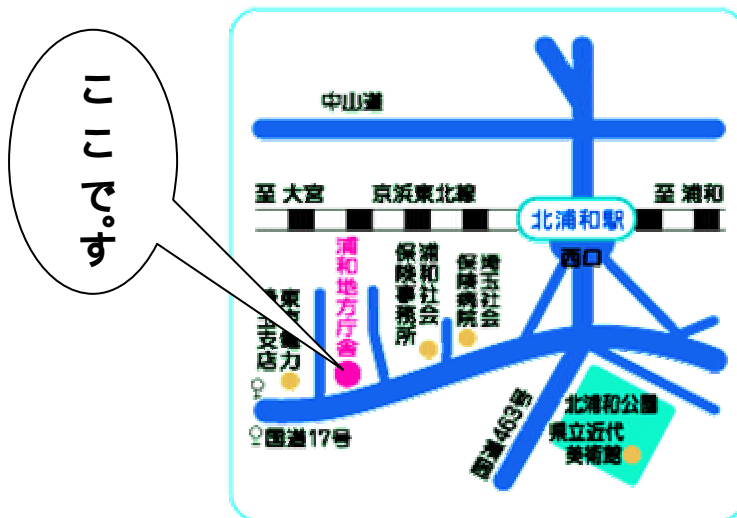 ここです。
中山道
至 大宮
京浜東北線
至 浦和
北浦和駅
西口
浦和地方庁舎
浦和社会
保険事務所
埼玉社会
保険病院
東京電力
埼玉支店
国道17号
国道463号
北浦和公園
県立近代
美術館